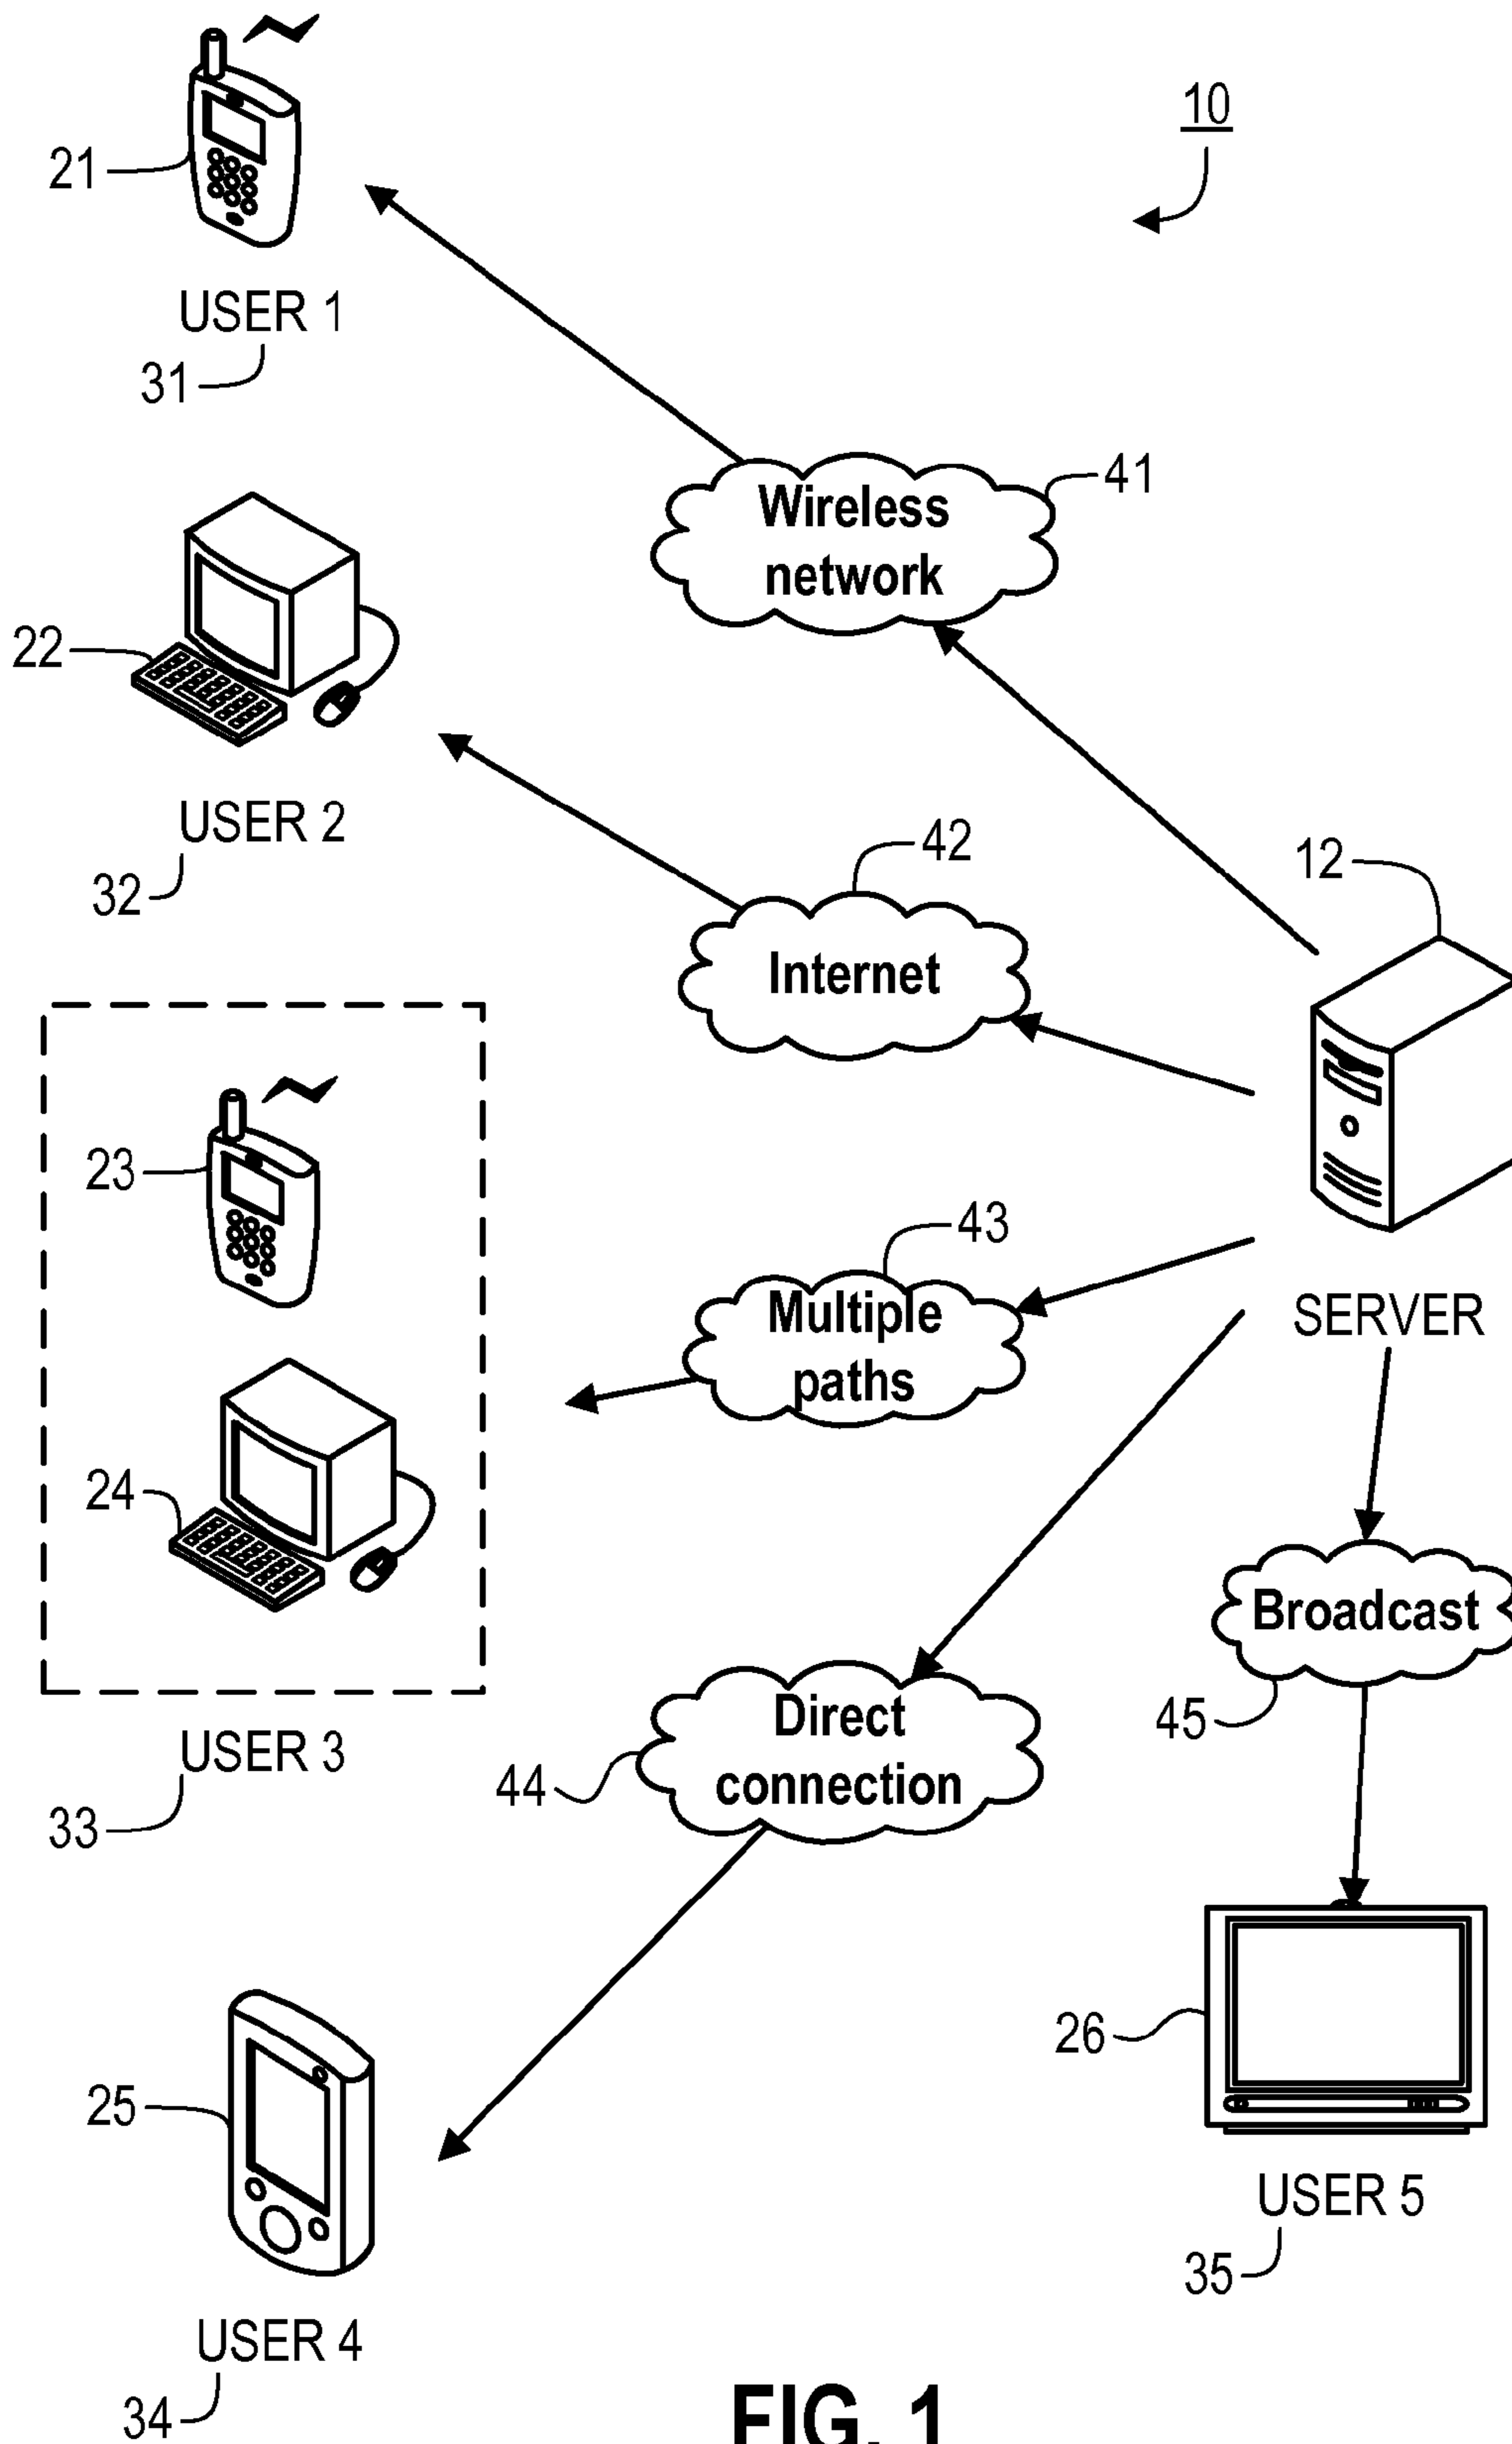 10
21
USER 1
31
Wireless
network
41
22
USER 2
32
42
Internet
12
SERVER
23
24
USER 3
33
43
Multiple
paths
Direct
connection
44
Broadcast
45
25
USER 4
34
26
USER 5
35
FIG. 1